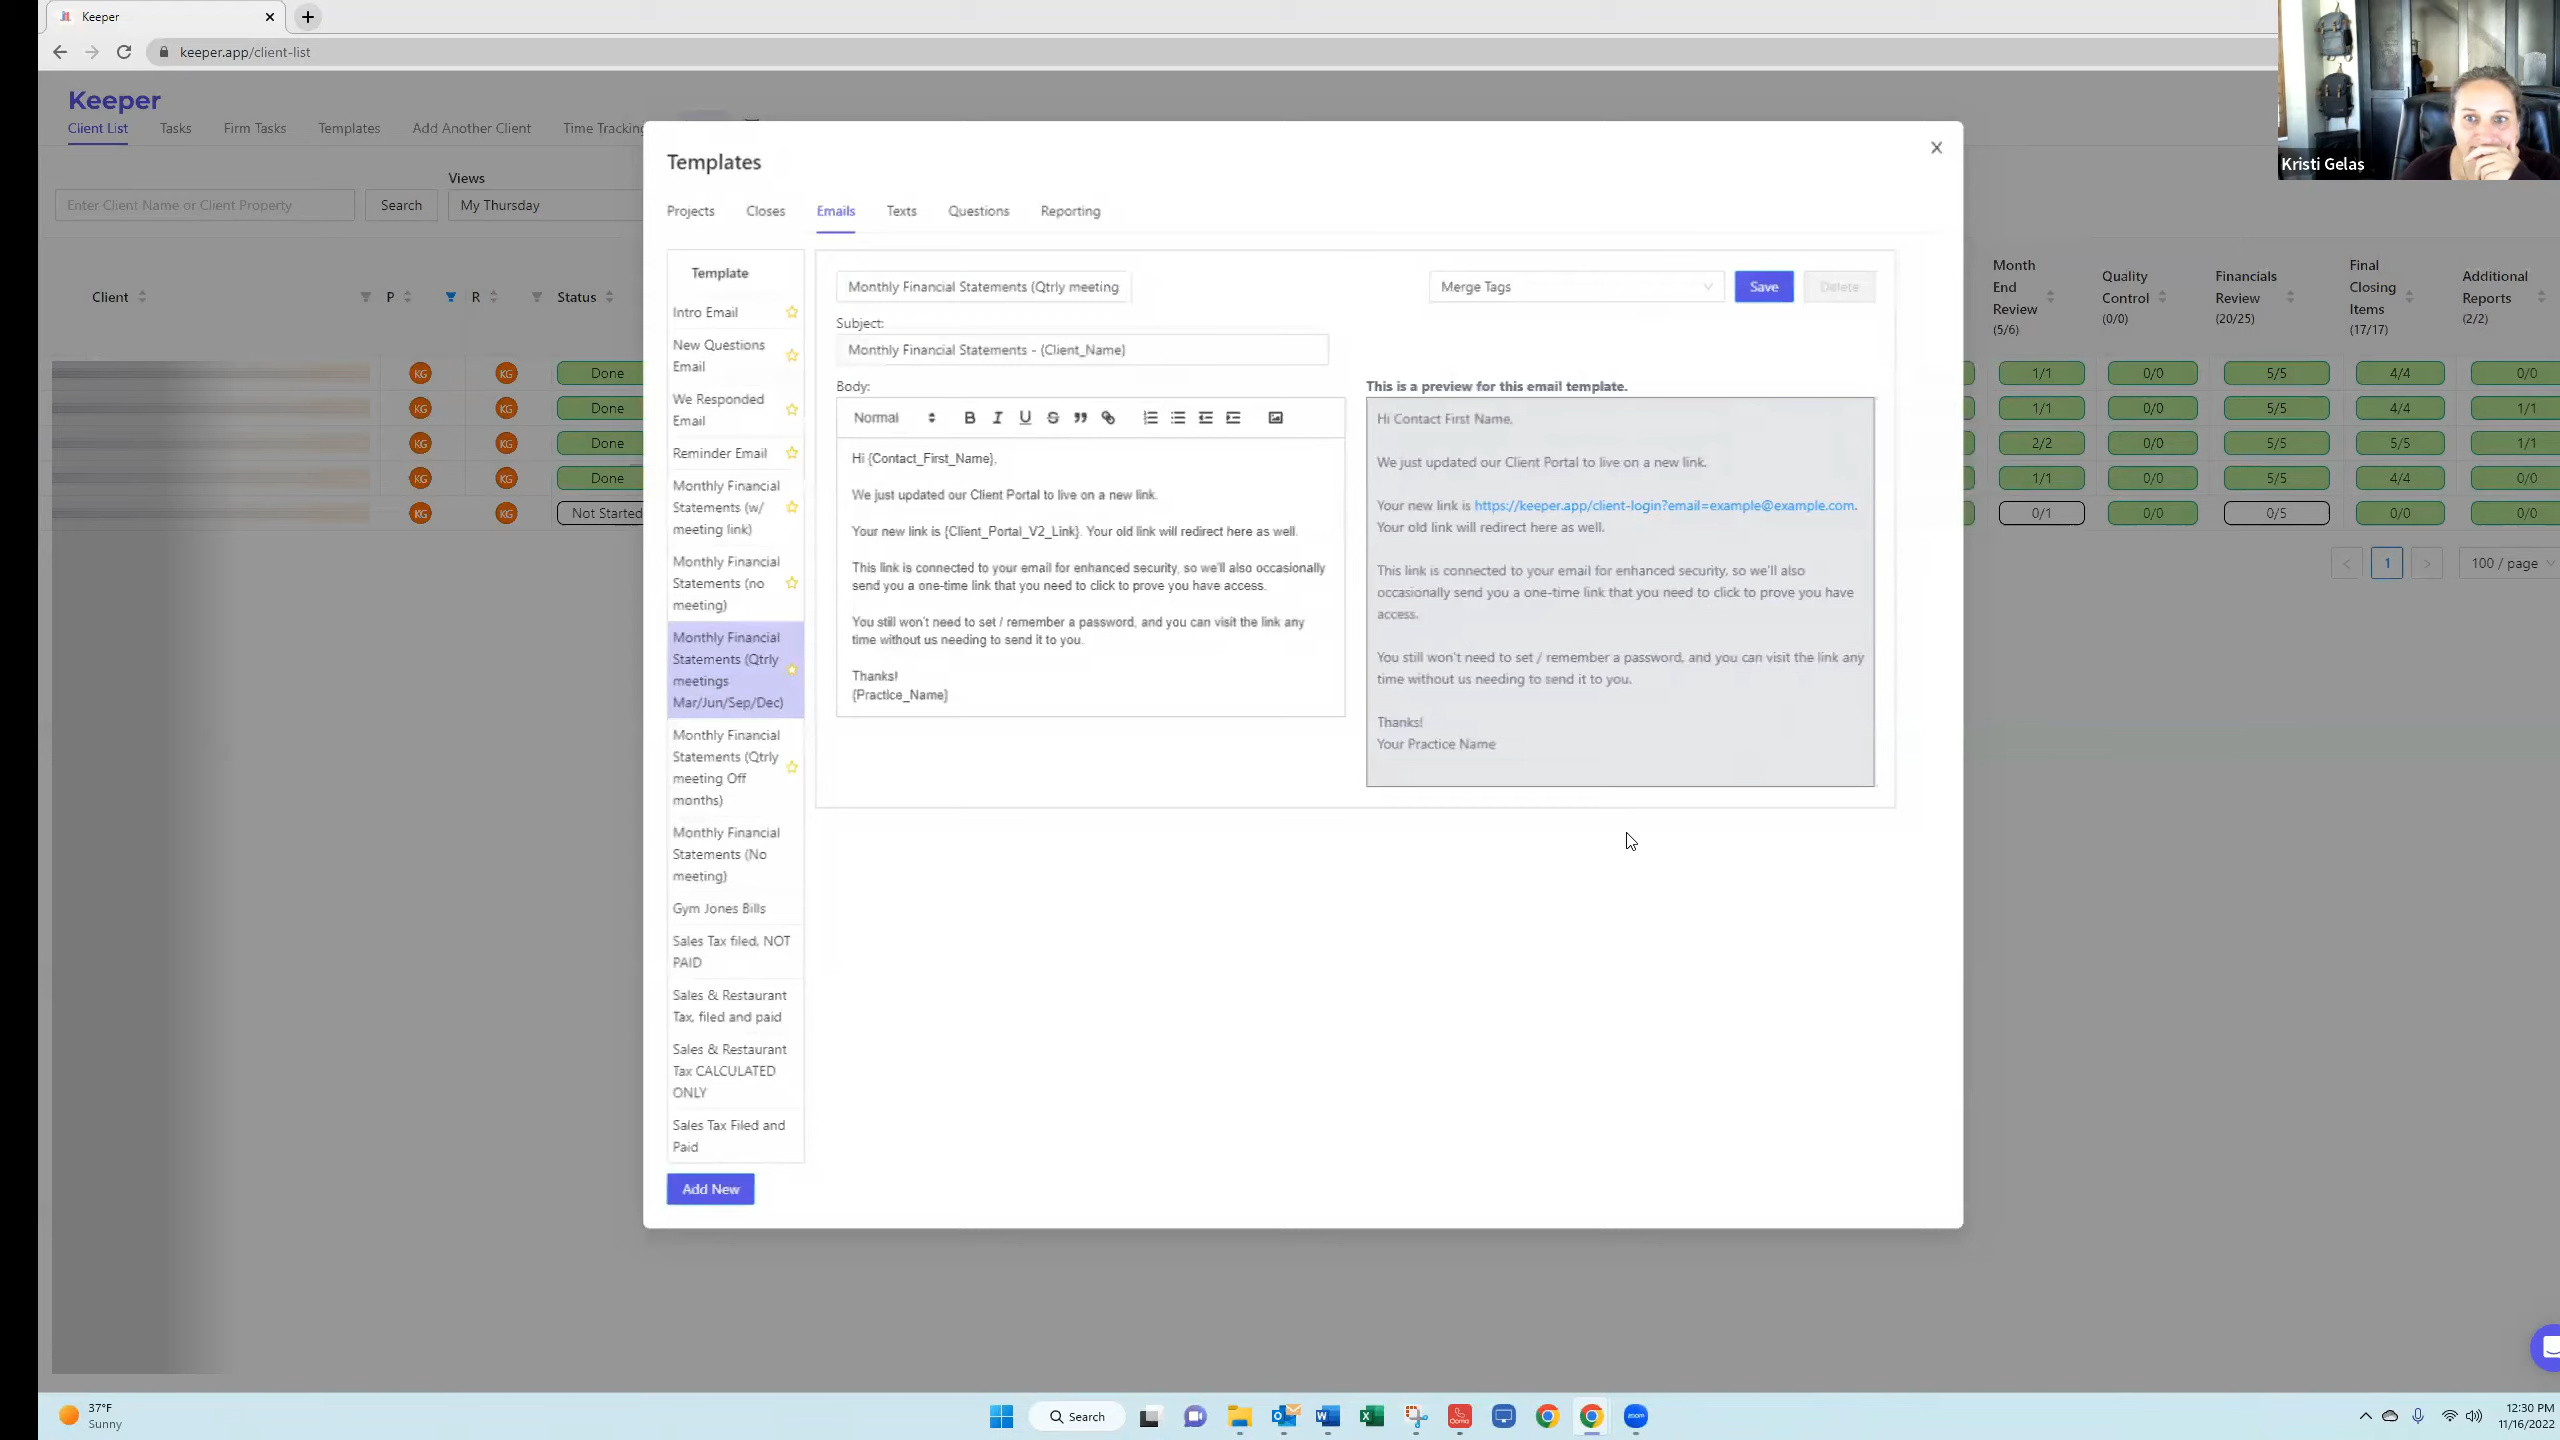 Keeper
keeper.app/client-list
Kristi Gelas
Keeper
Client List
Tasks
Firm Tasks
Templates
Add Another Client
Time Tracking
Enter Client Name or Client Property
Search
Views
My Thursday
Client
P
R
Status
Month
End
Review
(5/6)
Quality
Control
(0/0)
Financials
Review
(20/25)
Final
Closing
Items
(17/17)
Additional
Reports
(2/2)
KG
KG
Done
1/1
0/0
5/5
4/4
0/0
KG
KG
Done
1/1
0/0
5/5
4/4
1/1
KG
KG
Done
2/2
0/0
5/5
5/5
1/1
KG
KG
Done
1/1
0/0
5/5
4/4
0/0
KG
KG
Not Started
0/1
0/0
0/5
0/0
0/0
1
100 / page
Templates
Projects
Closes
Emails
Texts
Questions
Reporting
Template
Intro Email
New Questions
Email
We Responded
Email
Reminder Email
Monthly Financial
Statements (w/
meeting link)
Monthly Financial
Statements (no
meeting)
Monthly Financial
Statements (Qtrly
meetings
Mar/Jun/Sep/Dec)
Monthly Financial
Statements (Qtrly
meeting Off
months)
Monthly Financial
Statements (No
meeting)
Gym Jones Bills
Sales Tax filed, NOT
PAID
Sales & Restaurant
Tax, filed and paid
Sales & Restaurant
Tax CALCULATED
ONLY
Sales Tax Filed and
Paid
Add New
Monthly Financial Statements (Qtrly meeting
Merge Tags
Save
Delete
Subject:
Monthly Financial Statements - {Client_Name}
Body:
Normal
Hi {Contact_First_Name},
We just updated our Client Portal to live on a new link.
Your new link is {Client_Portal_V2_Link}. Your old link will redirect here as well.
This link is connected to your email for enhanced security, so we'll also occasionally
send you a one-time link that you need to click to prove you have access.
You still won't need to set / remember a password, and you can visit the link any
time without us needing to send it to you.
Thanks!
{Practice_Name}
This is a preview for this email template.
Hi Contact First Name,
We just updated our Client Portal to live on a new link.
Your new link is https://keeper.app/client-login?email=example@example.com.
Your old link will redirect here as well.
This link is connected to your email for enhanced security, so we'll also
occasionally send you a one-time link that you need to click to prove you have
access.
You still won't need to set / remember a password, and you can visit the link any
time without us needing to send it to you.
Thanks!
Your Practice Name
37°F
Sunny
Search
Ooma
zoom
12:30 PM
11/16/2022